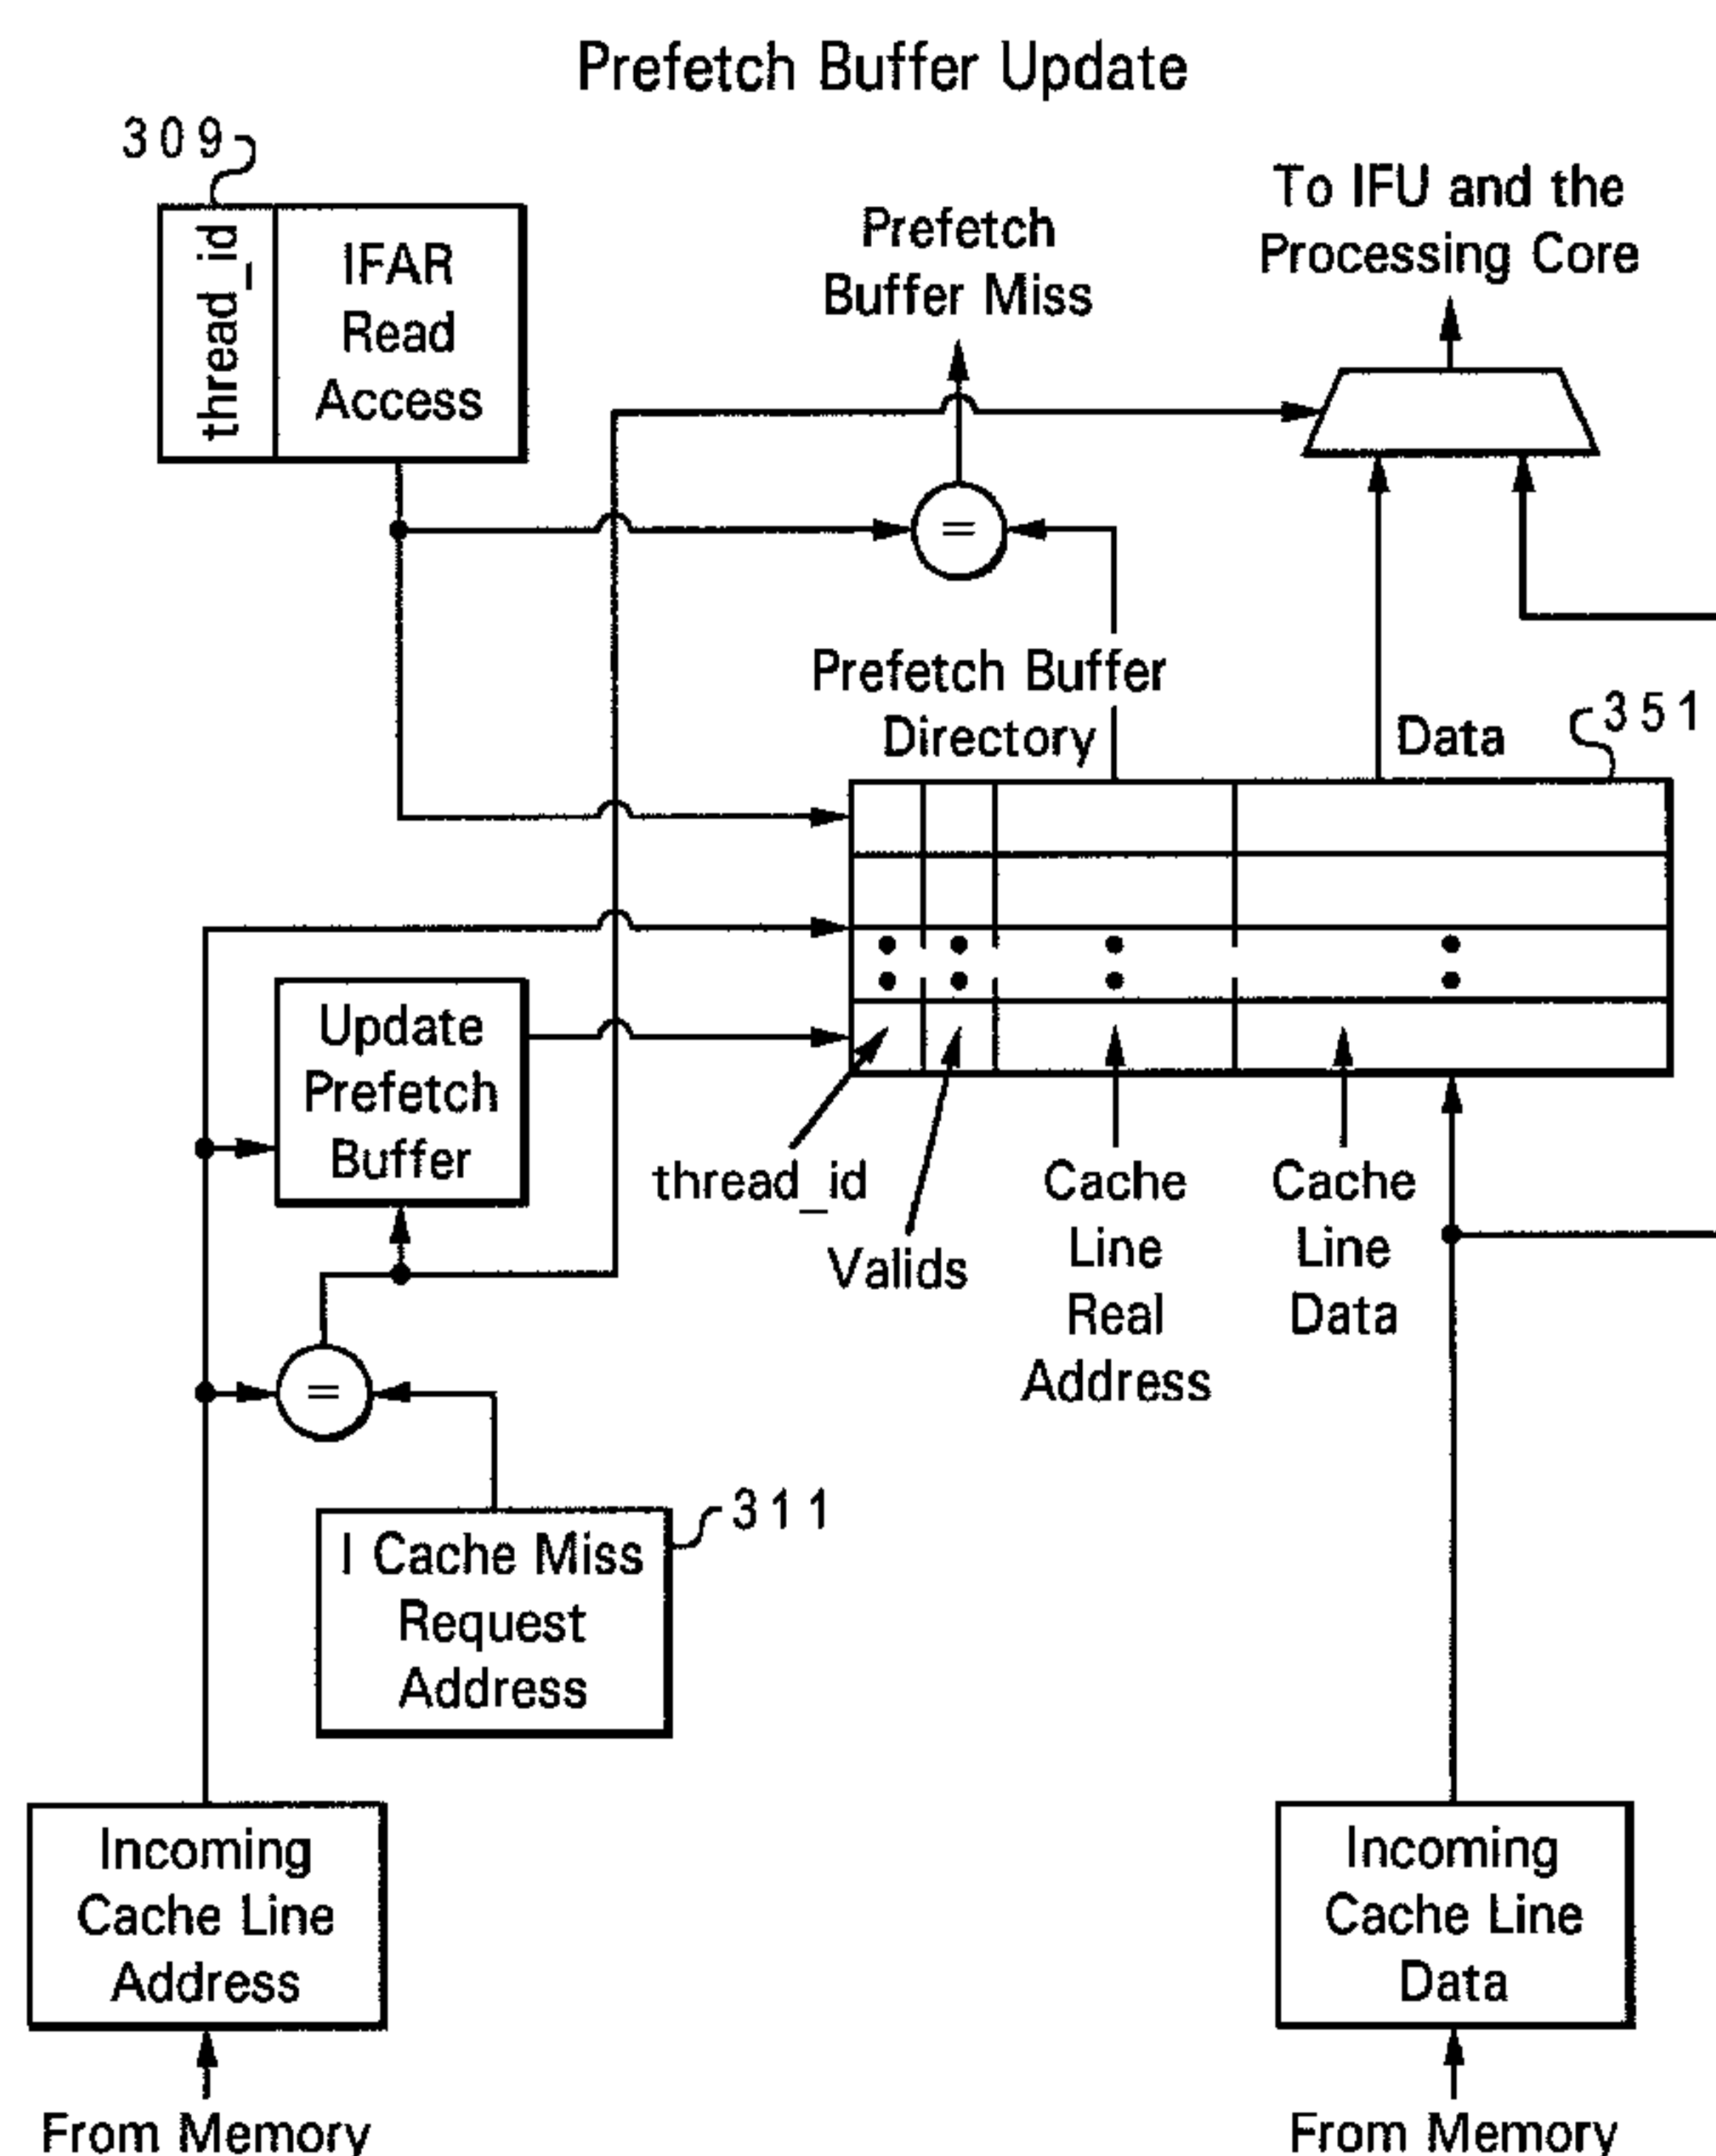 Prefetch Buffer Update
309
thread_id
IFAR
Read
Access
Prefetch
Buffer Miss
To IFU and the
Processing Core
=
Prefetch Buffer
Directory
Data
351
Update
Prefetch
Buffer
thread_id
Valids
Cache
Line
Real
Address
Cache
Line
Data
=
I Cache Miss
Request
Address
311
Incoming
Cache Line
Address
Incoming
Cache Line
Data
From Memory
From Memory